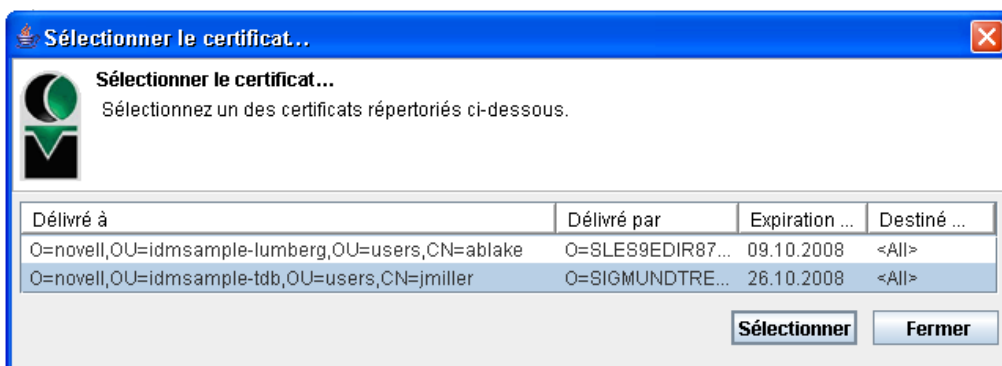 Sélectionner le certificat...
Sélectionner le certificat...
Sélectionnez un des certificats répertoriés ci-dessous.
Délivré à Délivré par Expiration ... Destiné ...
O=novell,OU=idmsample-lumberg,OU=users,CN=ablake O=SLES9EDIR87... 09.10.2008 <All>
O=novell,OU=idmsample-tdb,OU=users,CN=jmiller O=SIGMUNDTRE... 26.10.2008 <All>
Sélectionner Fermer